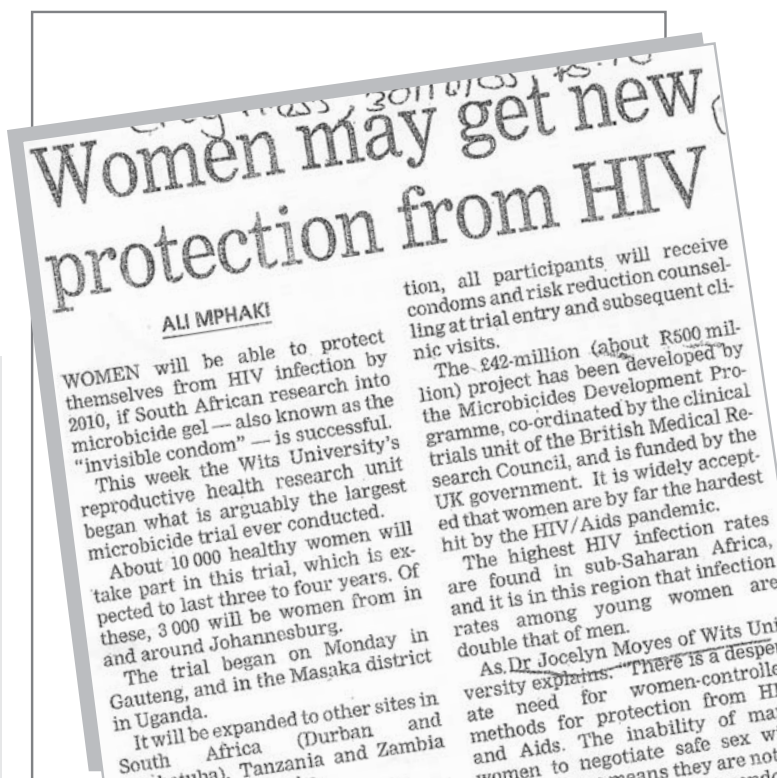 Women may get new
protection from HIV
ALI MPHAKI
WOMEN will be able to protect
themselves from HIV infection by
2010, if South African research into
microbicide gel — also known as the
“invisible condom” — is successful.
This week the Wits University’s
reproductive health research unit
began what is arguably the largest
microbicide trial ever conducted.
About 10 000 healthy women will
take part in this trial, which is ex-
pected to last three to four years. Of
these, 3 000 will be women from in
and around Johannesburg.
The trial began on Monday in
Gauteng, and in the Masaka district
in Uganda.
It will be expanded to other sites in
South Africa (Durban and
Tanzania and Zambia
tion, all participants will receive
condoms and risk reduction counsel-
ling at trial entry and subsequent cli-
nic visits.
The £42-million (about R500 mil-
lion) project has been developed by
the Microbicides Development Pro-
gramme, co-ordinated by the clinical
trials unit of the British Medical Re-
search Council, and is funded by the
UK government. It is widely accept-
ed that women are by far the hardest
hit by the HIV/Aids pandemic.
The highest HIV infection rates
are found in sub-Saharan Africa,
and it is in this region that infection
rates among young women are
double that of men.
As Dr Jocelyn Moyes of Wits Uni
versity explains: “There is a desper
ate need for women-controlle
methods for protection from HI
and Aids. The inability of ma
women to negotiate safe sex w
means they are not